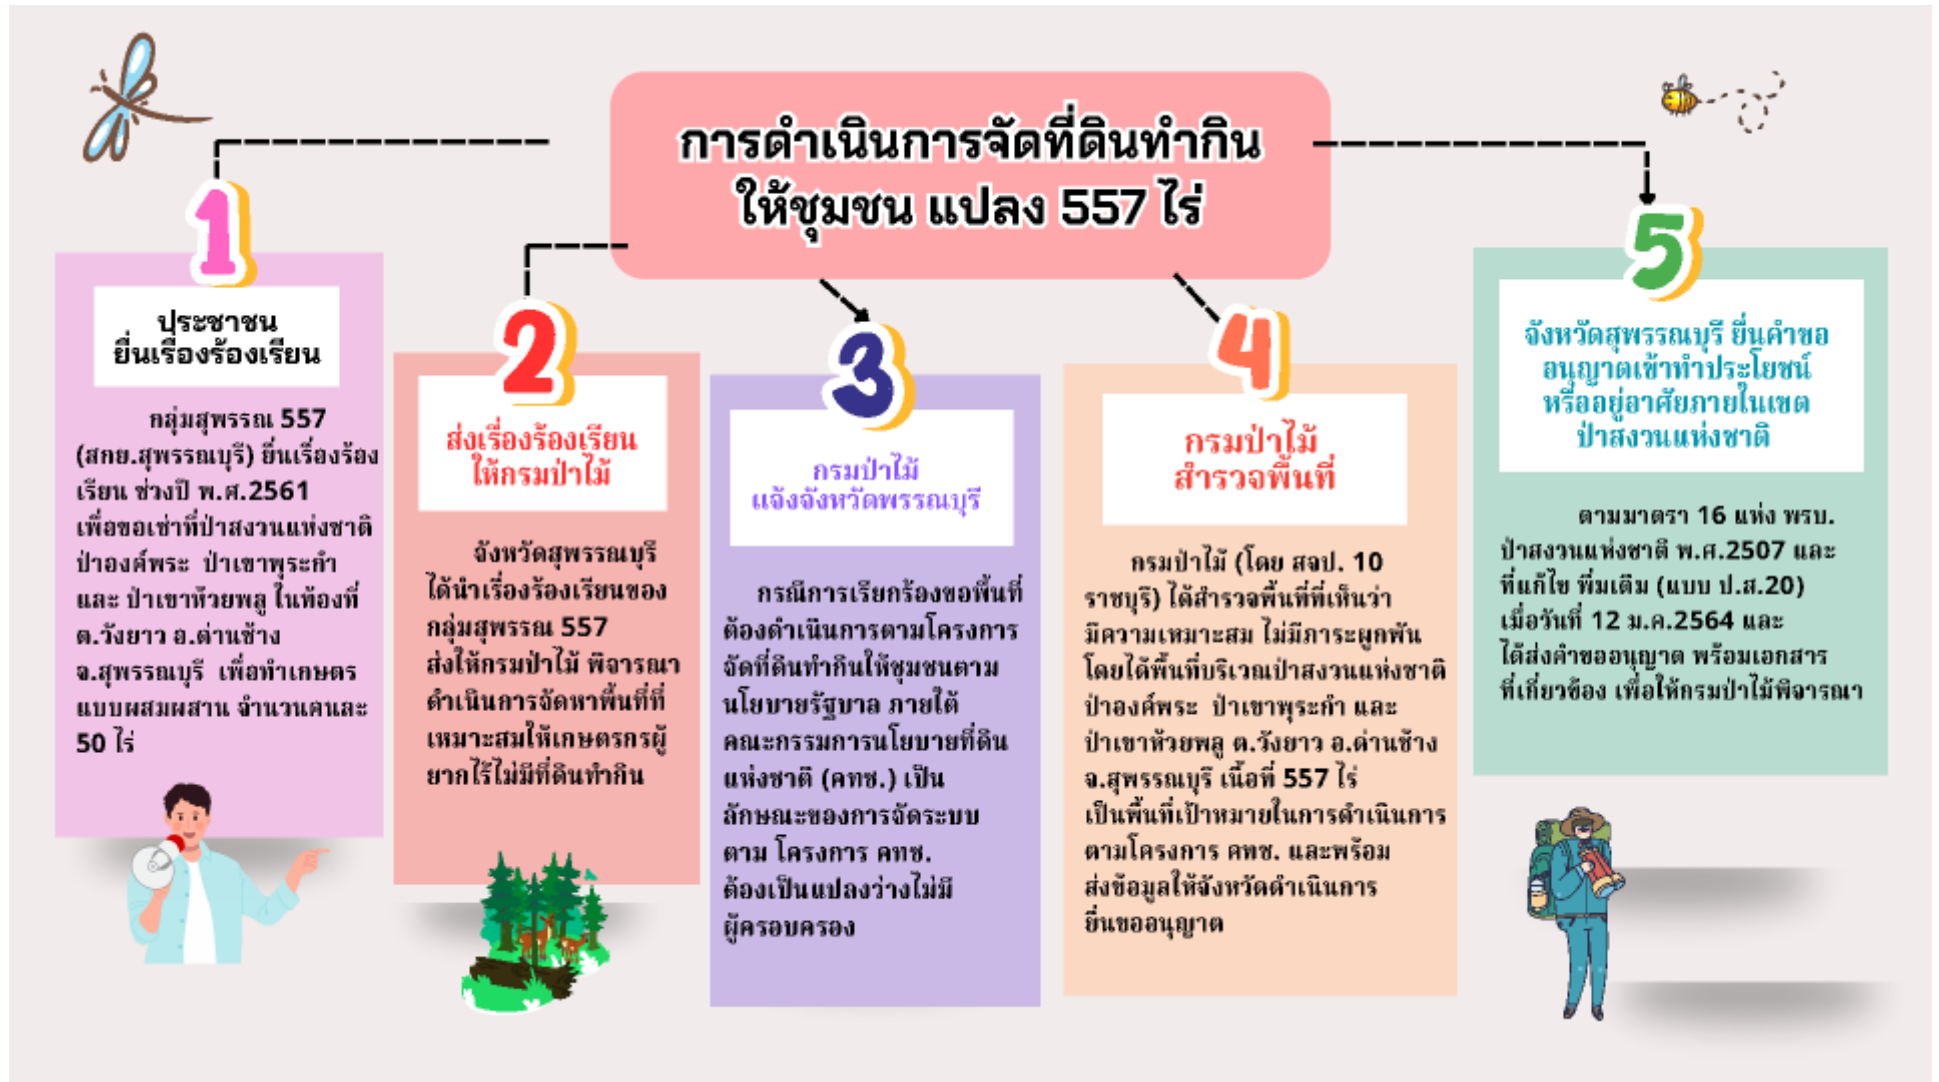 การดำเนินการจัดที่ดินทำกิน
ให้ชุมชน แปลง 557 ไร่
1
ประชาชน
ยื่นเรื่องร้องเรียน
กลุ่มสุพรรณ 557
(สกย.สุพรรณบุรี) ยื่นเรื่องร้อง
เรียน ช่วงปี พ.ศ.2561
เพื่อขอเช่าที่ป่าสงวนแห่งชาติ
ป่าองค์พระ ป่าเขาพุระกำ
และ ป่าเขาห้วยพลู ในท้องที่
ต.วังยาว อ.ด่านช้าง
จ.สุพรรณบุรี เพื่อทำเกษตร
แบบผสมผสาน จำนวนคนละ
50 ไร่
2
ส่งเรื่องร้องเรียน
ให้กรมป่าไม้
จังหวัดสุพรรณบุรี
ได้นำเรื่องร้องเรียนของ
กลุ่มสุพรรณ 557
ส่งให้กรมป่าไม้ พิจารณา
ดำเนินการจัดหาพื้นที่ที่
เหมาะสมให้เกษตรกรผู้
ยากไร้ไม่มีที่ดินทำกิน
3
กรมป่าไม้
แจ้งจังหวัดพรรณบุรี
กรณีการเรียกร้องขอพื้นที่
ต้องดำเนินการตามโครงการ
จัดที่ดินทำกินให้ชุมชนตาม
นโยบายรัฐบาล ภายใต้
คณะกรรมการนโยบายที่ดิน
แห่งชาติ (คทช.) เป็น
ลักษณะของการจัดระบบ
ตาม โครงการ คทช.
ต้องเป็นแปลงว่างไม่มี
ผู้ครอบครอง
4
กรมป่าไม้
สำรวจพื้นที่
กรมป่าไม้ (โดย สจป. 10
ราชบุรี) ได้สำรวจพื้นที่ที่เห็นว่า
มีความเหมาะสม ไม่มีภาระผูกพัน
โดยได้พื้นที่บริเวณป่าสงวนแห่งชาติ
ป่าองค์พระ ป่าเขาพุระกำ และ
ป่าเขาห้วยพลู ต.วังยาว อ.ด่านช้าง
จ.สุพรรณบุรี เนื้อที่ 557 ไร่
เป็นพื้นที่เป้าหมายในการดำเนินการ
ตามโครงการ คทช. และพร้อม
ส่งข้อมูลให้จังหวัดดำเนินการ
ยื่นขออนุญาต
5
จังหวัดสุพรรณบุรี ยื่นคำขอ
อนุญาตเข้าทำประโยชน์
หรืออยู่อาศัยภายในเขต
ป่าสงวนแห่งชาติ
ตามมาตรา 16 แห่ง พรบ.
ป่าสงวนแห่งชาติ พ.ศ.2507 และ
ที่แก้ไข พิ่มเติม (แบบ ป.ส.20)
เมื่อวันที่ 12 ม.ค.2564 และ
ได้ส่งคำขออนุญาต พร้อมเอกสาร
ที่เกี่ยวข้อง เพื่อให้กรมป่าไม้พิจารณา